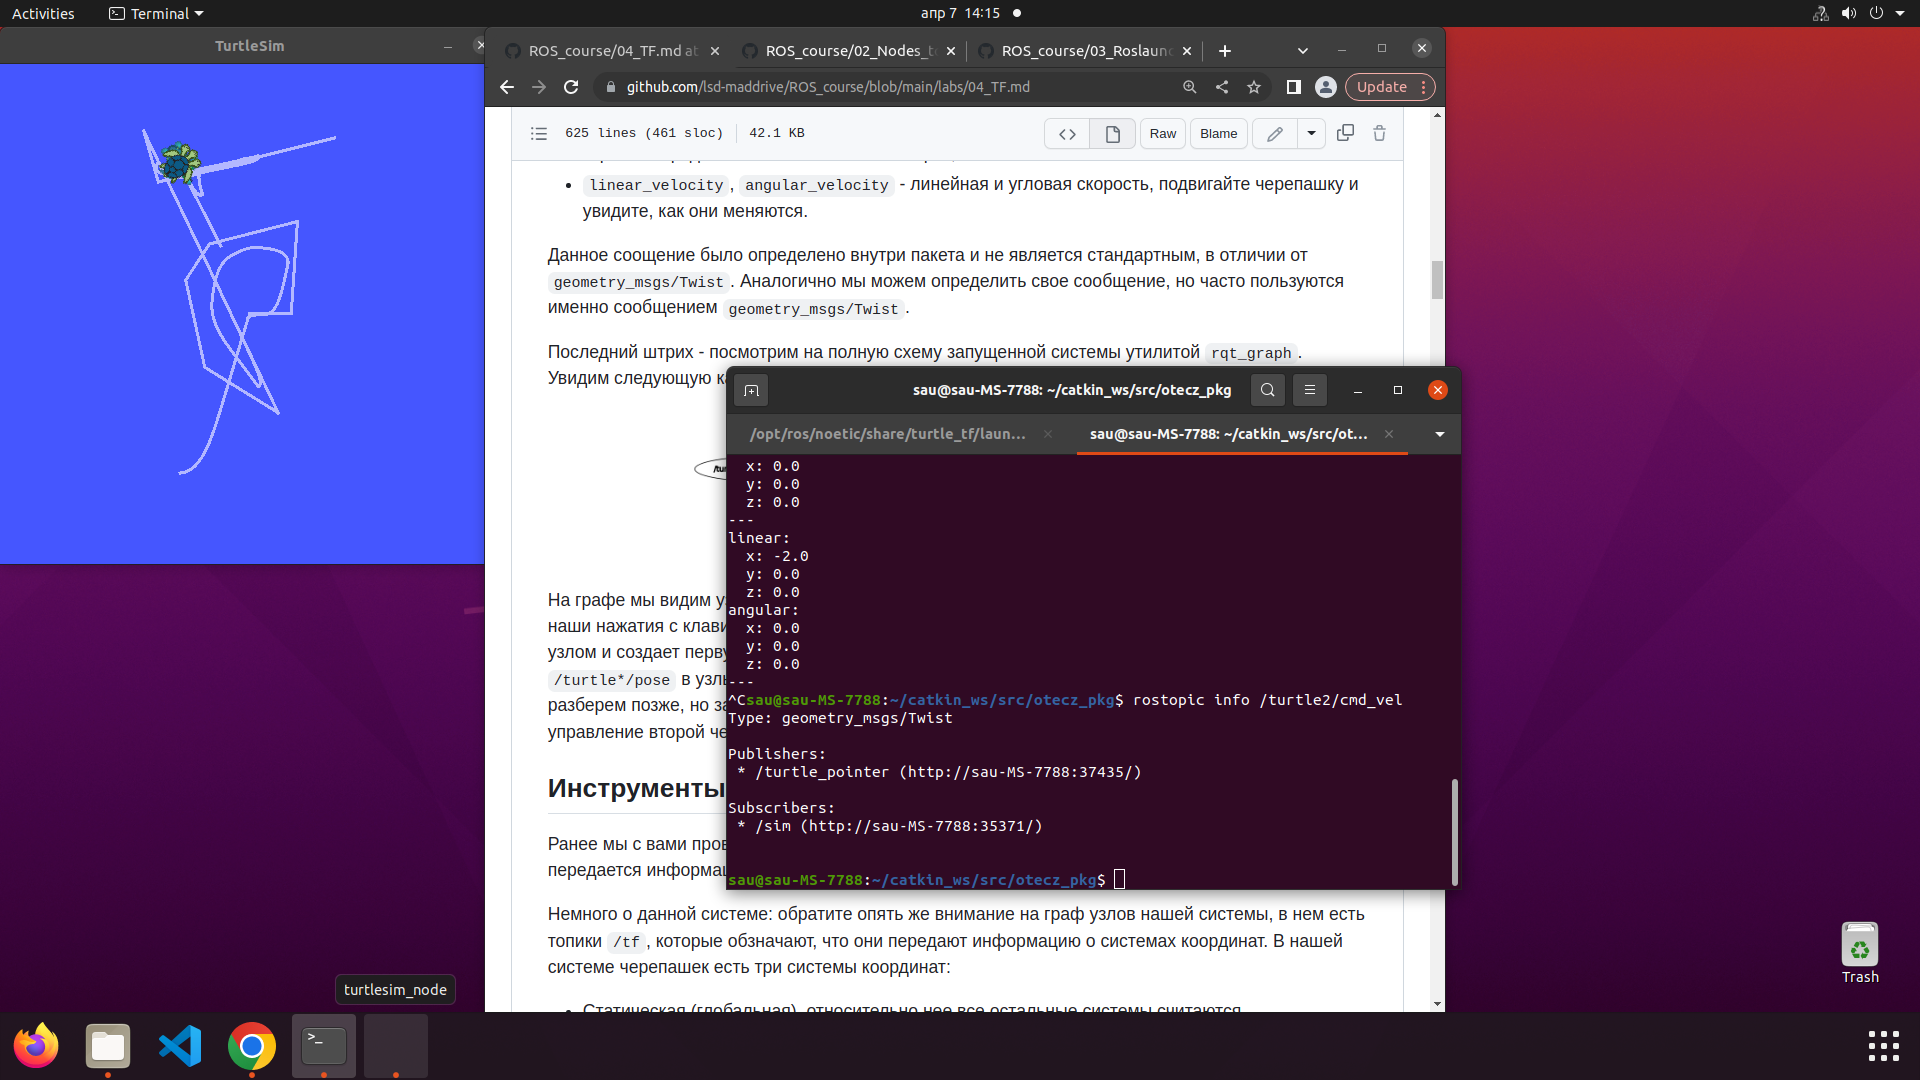 Activities
Terminal
апр 7 14:15
TurtleSim
ROS_course/04_TF.md at
ROS_course/02_Nodes_t
ROS_course/03_Roslaun
github.com/lsd-maddrive/ROS_course/blob/main/labs/04_TF.md
Update
625 lines (461 sloc)
42.1 KB
Raw
Blame
linear_velocity, angular_velocity - линейная и угловая скорость, подвигайте черепашку и
увидите, как они меняются.
Данное соощение было определено внутри пакета и не является стандартным, в отличии от
geometry_msgs/Twist. Аналогично мы можем определить свое сообщение, но часто пользуются
именно сообщением geometry_msgs/Twist.
Последний штрих - посмотрим на полную схему запущенной системы утилитой rqt_graph.
Увидим следующую
На графе мы видим
наши нажатия с
узлом и создает
/turtle*/pose в
разберем позже, но
управление второй
Инструменты
Ранее мы с вами
передается
Немного о данной системе: обратите опять же внимание на граф узлов нашей системы, в нем есть
топики /tf, которые обзначают, что они передают информацию о системах координат. В нашей
системе черепашек есть три системы координат:
Статическая (глобальная), относительно нее все остальные системы считаются
sau@sau-MS-7788: ~/catkin_ws/src/otecz_pkg
/opt/ros/noetic/share/turtle_tf/laun...
sau@sau-MS-7788: ~/catkin_ws/src/ot...
x: 0.0
y: 0.0
z: 0.0
---
linear:
x: -2.0
y: 0.0
z: 0.0
angular:
x: 0.0
y: 0.0
z: 0.0
---
^Csau@sau-MS-7788:~/catkin_ws/src/otecz_pkg$ rostopic info /turtle2/cmd_vel
Type: geometry_msgs/Twist
Publishers:
* /turtle_pointer (http://sau-MS-7788:37435/)
Subscribers:
* /sim (http://sau-MS-7788:35371/)
sau@sau-MS-7788:~/catkin_ws/src/otecz_pkg$
turtlesim_node
Trash